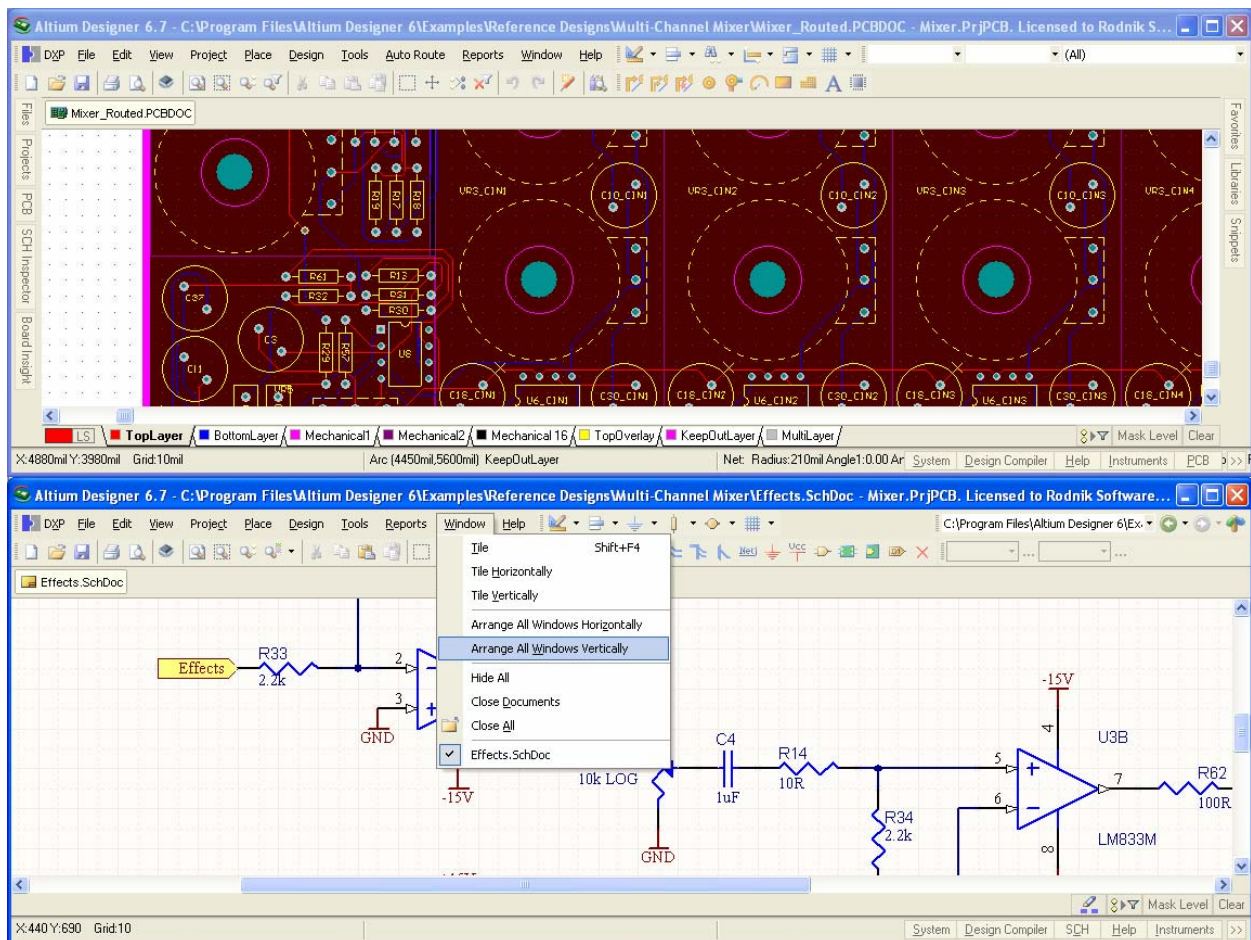 Altium Designer 6.7 - C:\Program Files\Altium Designer 6\Examples\Reference Designs\Multi-Channel Mixer\Mixer_Routed.PCBDOC - Mixer.PrjPCB. Licensed to Rodnik S...
DXP File Edit View Project Place Design Tools Auto Route Reports Window Help (All)
Mixer_Routed.PCBDOC
Files
Projects
PCB
SCH Inspector
Board Insight
Favorites
Libraries
Snippets
R19 R17 R18
VR3_CIN1 C10_CIN1 VR3_CIN2 C10_CIN2 VR3_CIN3 C10_CIN3 VR3_CIN4
R61 R13
C37 R32 R31
R30
C3 R29 R57 U8
C11
C18_CIN1 U6_CIN1 C30_CIN1 C18_CIN2 U6_CIN2 C30_CIN2 C18_CIN3 U6_CIN3 C30_CIN3 C18_CIN4
LS TopLayer BottomLayer Mechanical1 Mechanical2 Mechanical 16 TopOverlay KeepOutLayer MultiLayer Mask Level Clear
X:4880mil Y:3980mil Grid:10mil Arc (4450mil,5600mil) KeepOutLayer Net: Radius:210mil Angle1:0.00 Ar System Design Compiler Help Instruments PCB >>
Altium Designer 6.7 - C:\Program Files\Altium Designer 6\Examples\Reference Designs\Multi-Channel Mixer\Effects.SchDoc - Mixer.PrjPCB. Licensed to Rodnik Software...
DXP File Edit View Project Place Design Tools Reports Window Help C:\Program Files\Altium Designer 6\Ex
Net VCC ... ...
Effects.SchDoc
Tile Shift+F4
Tile Horizontally
Tile Vertically
Arrange All Windows Horizontally
Arrange All Windows Vertically
Hide All
Close Documents
Close All
Effects.SchDoc
Effects R33 2
2.2k
3
GND
-15V
10k LOG
C4
1uF
R14
10R
GND
R34
2.2k
-15V
4
U3B
5
6
7
8
LM833M
R62
100R
Mask Level Clear
X:440 Y:690 Grid:10 System Design Compiler SCH Help Instruments >>